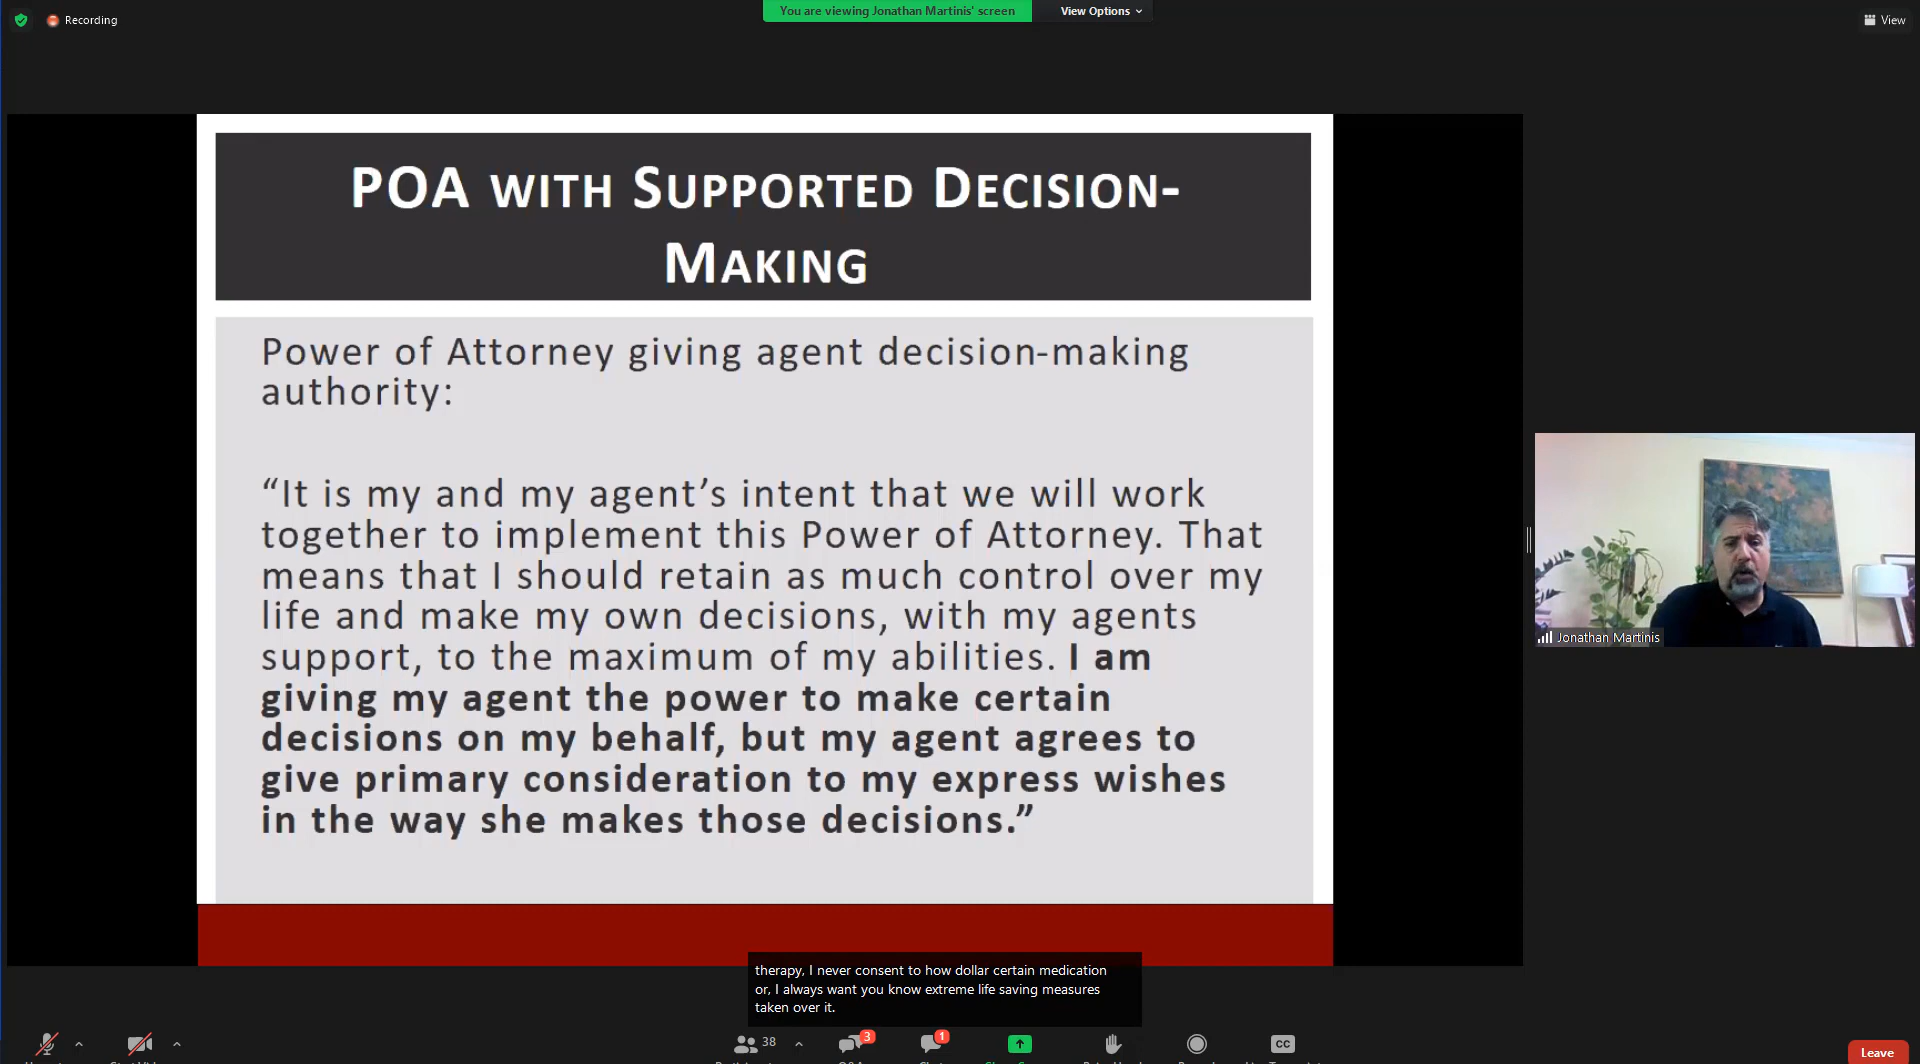 Recording
You are viewing Jonathan Martinis' screen
View Options
View
POA WITH SUPPORTED DECISION-
MAKING
Power of Attorney giving agent decision-making
authority:
“It is my and my agent’s intent that we will work
together to implement this Power of Attorney. That
means that I should retain as much control over my
life and make my own decisions, with my agents
support, to the maximum of my abilities. I am
giving my agent the power to make certain
decisions on my behalf, but my agent agrees to
give primary consideration to my express wishes
in the way she makes those decisions.”
Jonathan Martinis
therapy, I never consent to how dollar certain medication
or, I always want you know extreme life saving measures
taken over it.
38
3
1
CC
Leave